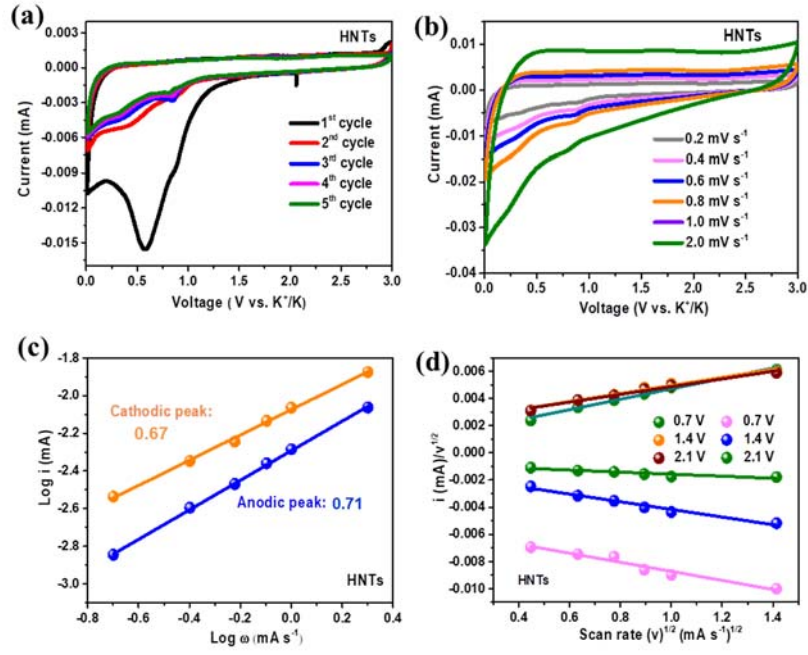 (a)
HNTs
0.003
0.000
-0.003
-0.006
-0.009
-0.012
-0.015
Current (mA)
1st cycle
2nd cycle
3rd cycle
4th cycle
5th cycle
0.0 0.5 1.0 1.5 2.0 2.5 3.0
Voltage ( V vs. K+/K)
(b)
HNTs
0.01
0.00
-0.01
-0.02
-0.03
-0.04
Current (mA)
0.2 mV s-1
0.4 mV s-1
0.6 mV s-1
0.8 mV s-1
1.0 mV s-1
2.0 mV s-1
0.0 0.5 1.0 1.5 2.0 2.5 3.0
Voltage (V vs. K+/K)
(c)
-1.8
-2.0
-2.2
-2.4
-2.6
-2.8
-3.0
Log i (mA)
Cathodic peak:
0.67
Anodic peak: 0.71
HNTs
-0.8 -0.6 -0.4 -0.2 0.0 0.2 0.4
Log ω (mA s-1)
(d)
0.006
0.004
0.002
0.000
-0.002
-0.004
-0.006
-0.008
-0.010
i (mA)/v1/2
0.7 V 0.7 V
1.4 V 1.4 V
2.1 V 2.1 V
HNTs
0.4 0.6 0.8 1.0 1.2 1.4
Scan rate (v)1/2 (mA s-1)1/2